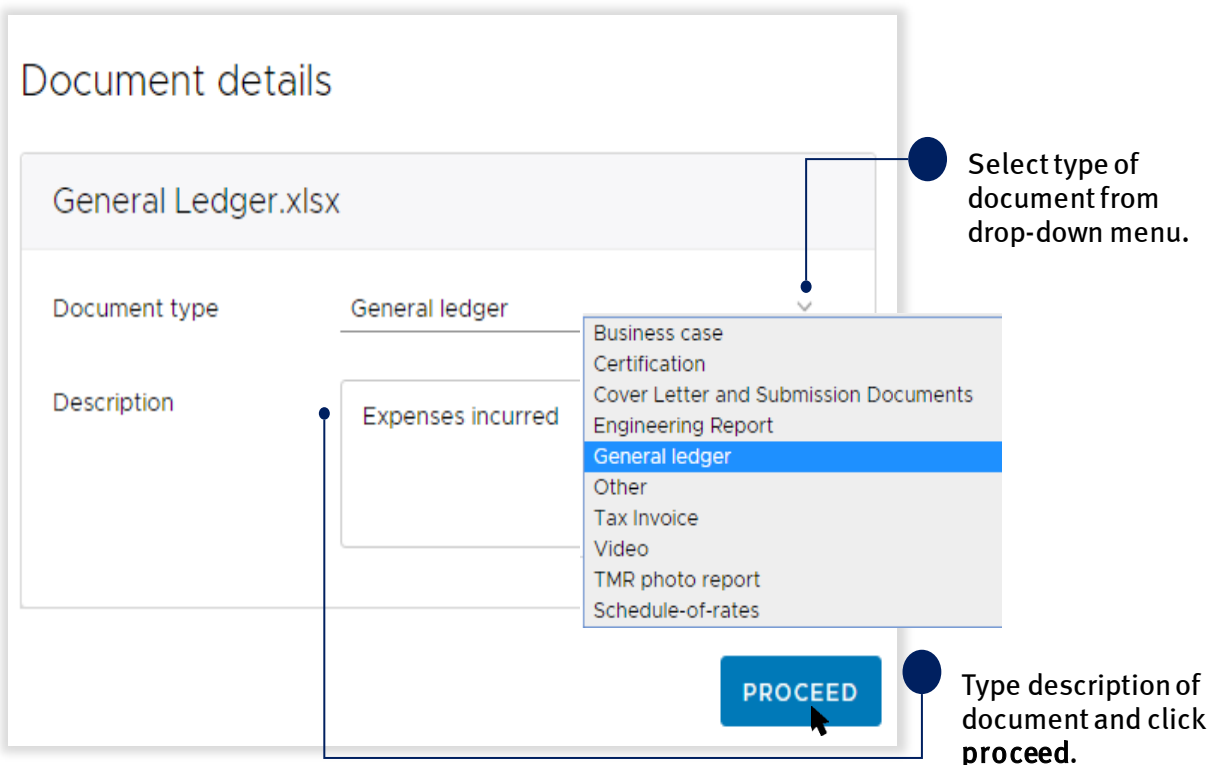 Document details
General Ledger.xlsx
Select type of
document from
drop-down menu.
Document type
General ledger
Business case
Certification
Cover Letter and Submission Documents
Engineering Report
General ledger
Other
Tax Invoice
Video
TMR photo report
Schedule-of-rates
Description
Expenses incurred
PROCEED
Type description of
document and click
proceed.